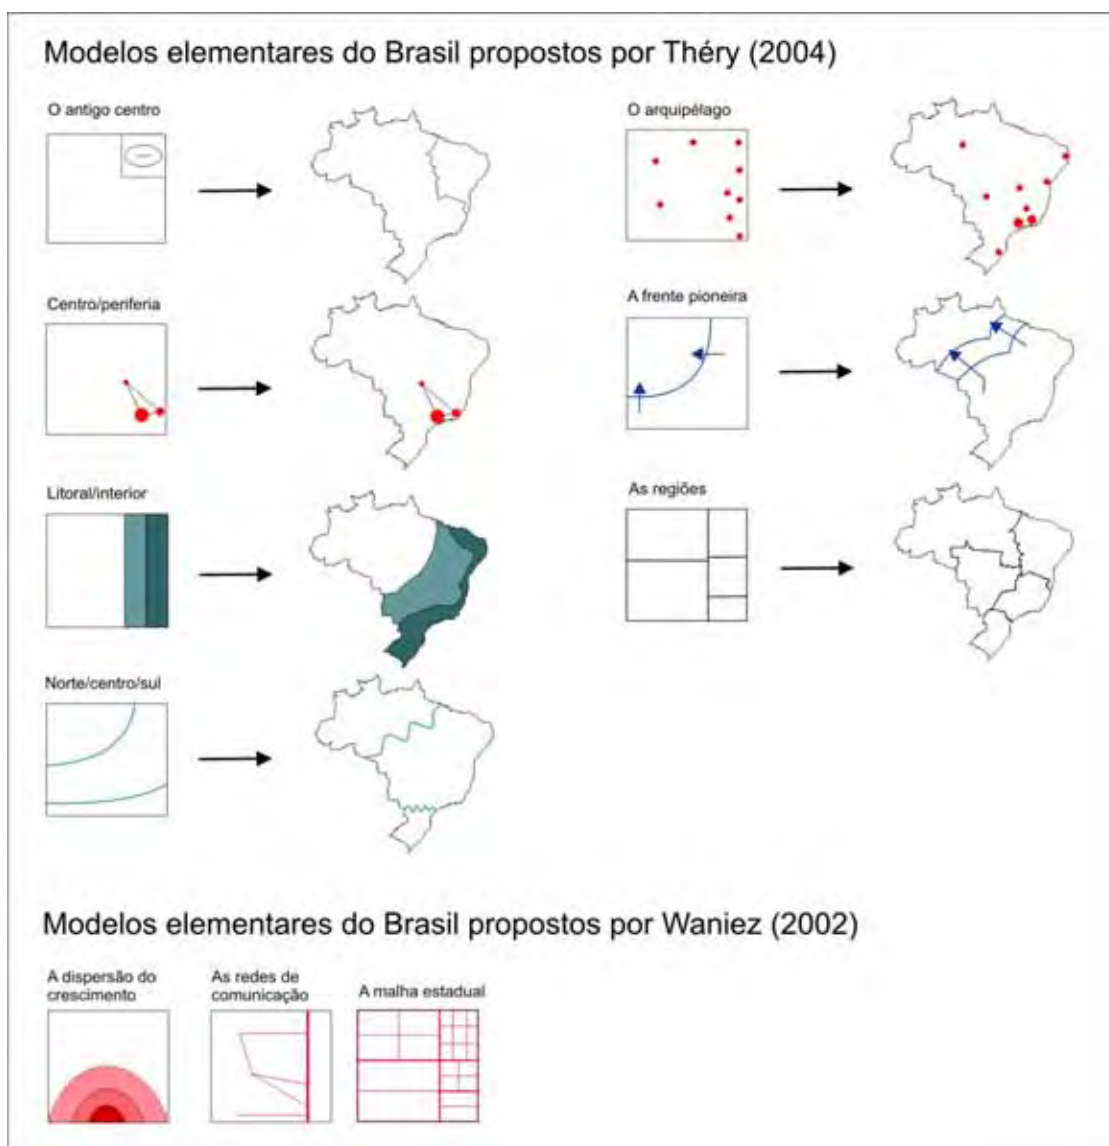 Modelos elementares do Brasil propostos por Théry (2004)
O antigo centro
O arquipélago
Centro/periferia
A frente pioneira
Litoral/interior
As regiões
Norte/centro/sul
Modelos elementares do Brasil propostos por Waniez (2002)
A dispersão do
crescimento
As redes de
comunicação
A malha estadual